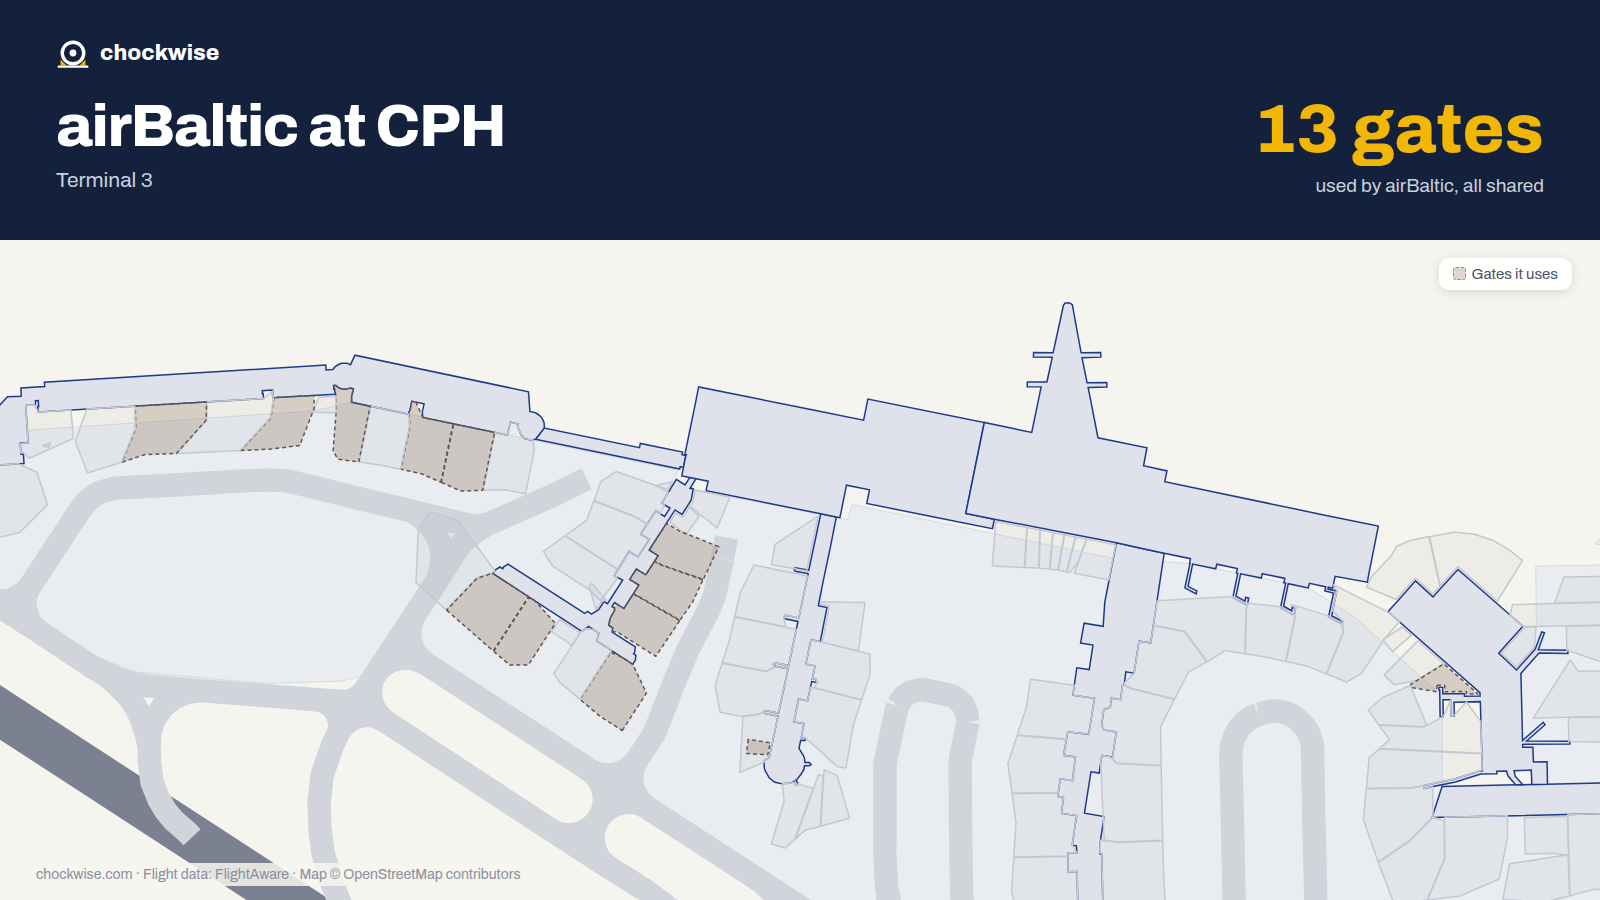 chockwise
airBaltic at CPH
Terminal 3
13 gates
used by airBaltic, all shared
Gates it uses
chockwise.com · Flight data: FlightAware · Map © OpenStreetMap contributors